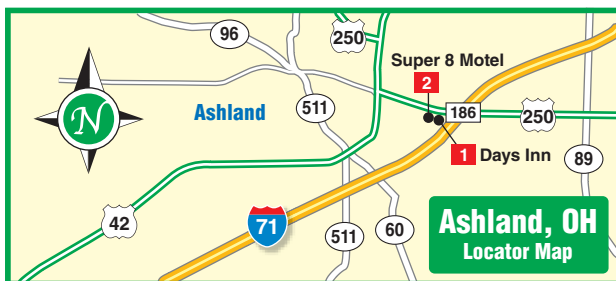 96
250
Super 8 Motel
2
N
Ashland
511
186
250
1 Days Inn
89
42
71
511
60
Ashland, OH
Locator Map